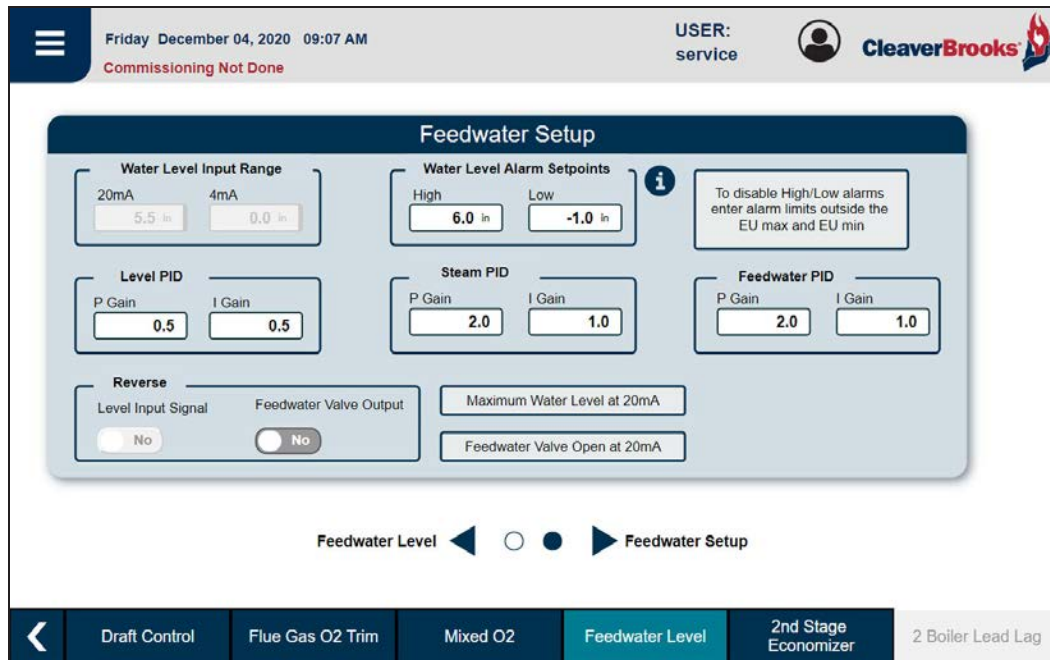 Friday December 04, 2020 09:07 AM
Commissioning Not Done
USER:
service
CleaverBrooks
Feedwater Setup
Water Level Input Range
20mA 4mA
5.5 in 0.0 in
Water Level Alarm Setpoints
High Low
6.0 in -1.0 in
i
To disable High/Low alarms
enter alarm limits outside the
EU max and EU min
Level PID
P Gain I Gain
0.5 0.5
Steam PID
P Gain I Gain
2.0 1.0
Feedwater PID
P Gain I Gain
2.0 1.0
Reverse
Level Input Signal Feedwater Valve Output
No No
Maximum Water Level at 20mA
Feedwater Valve Open at 20mA
Feedwater Level Feedwater Setup
Draft Control
Flue Gas O2 Trim
Mixed O2
Feedwater Level
2nd Stage
Economizer
2 Boiler Lead Lag